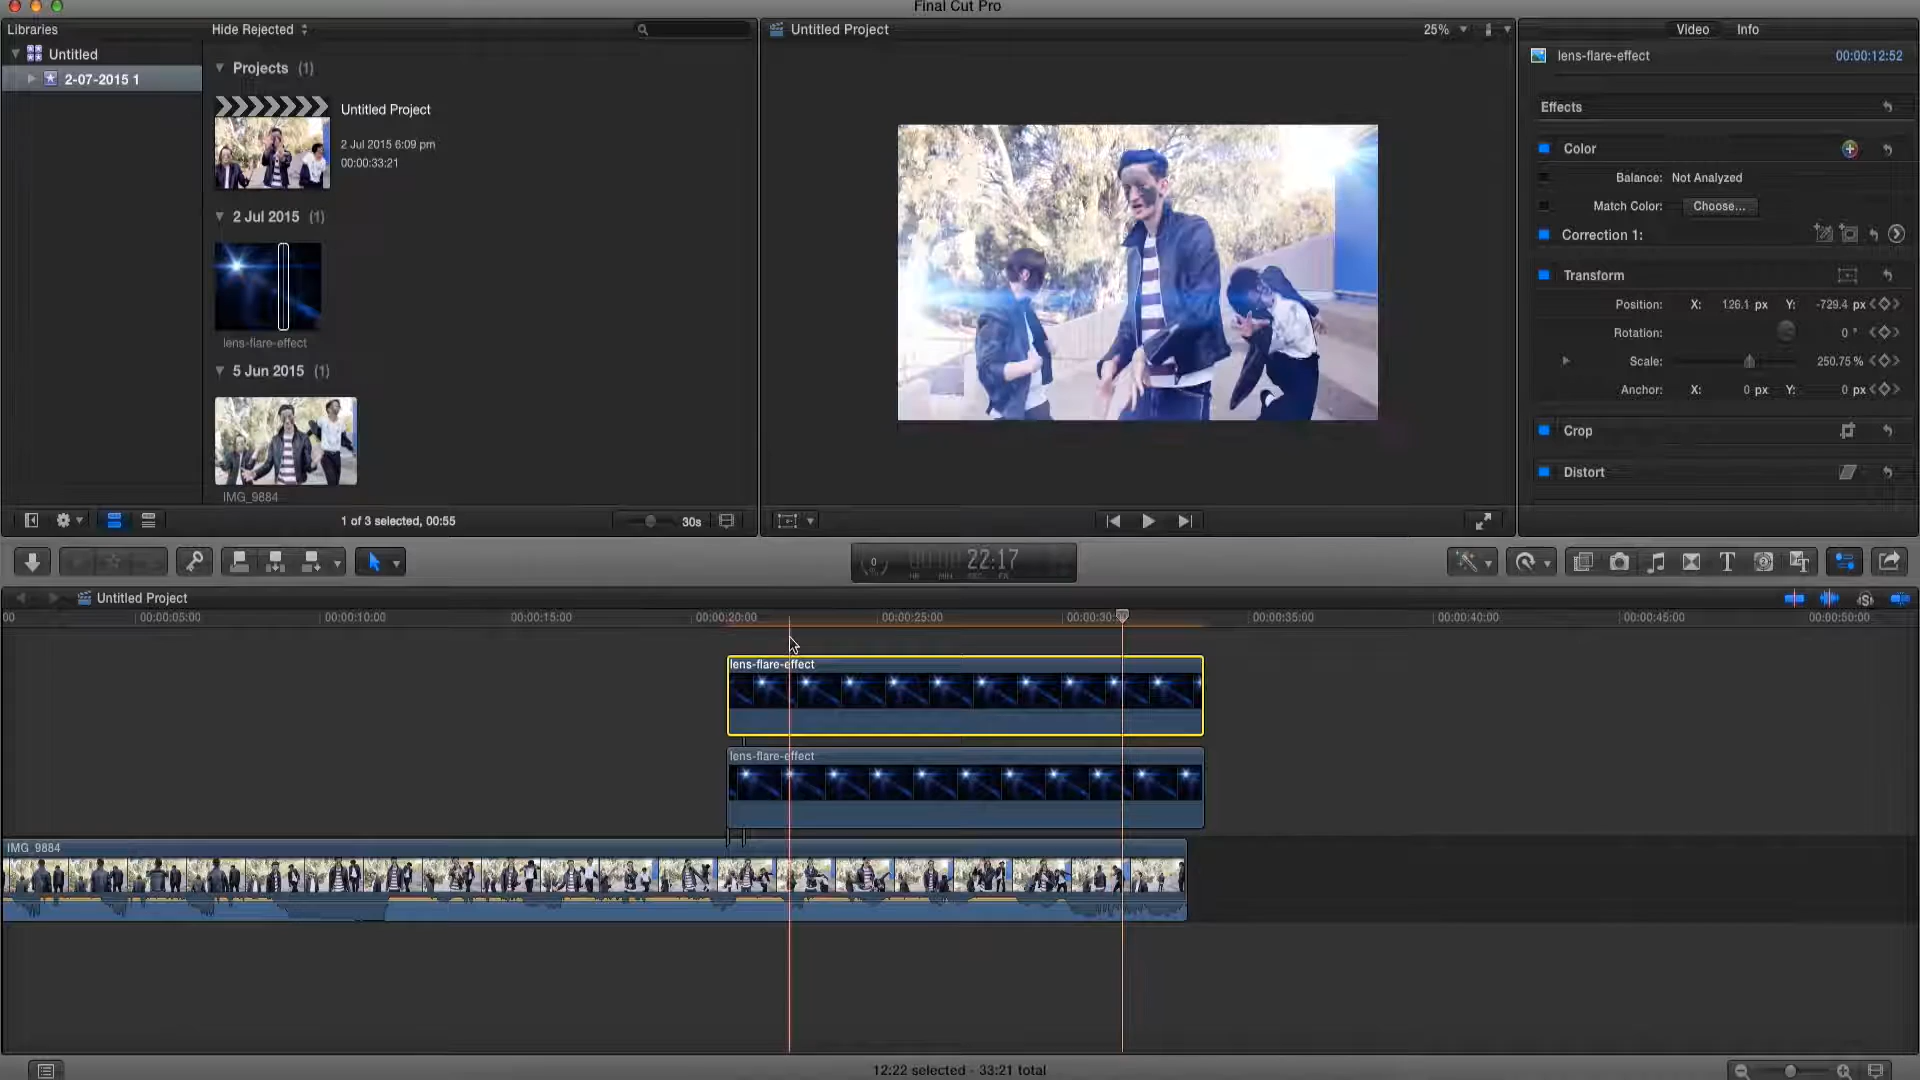 Final Cut Pro
Libraries
Hide Rejected
Untitled Project
25%
Video
Info
Untitled
2-07-2015 1
Projects (1)
Untitled Project
2 Jul 2015 6:09 pm
00:00:33:21
2 Jul 2015 (1)
lens-flare-effect
5 Jun 2015 (1)
IMG_9884
1 of 3 selected, 00:55
30s
lens-flare-effect
00:00:12:52
Effects
Color
Balance: Not Analyzed
Match Color: Choose...
Correction 1:
Transform
Position: X: 126.1 px Y: -729.4 px
Rotation: 0 °
Scale: 250.75 %
Anchor: X: 0 px Y: 0 px
Crop
Distort
0
%
22:17
HR MIN SEC FR
Untitled Project
00 00:00:05:00 00:00:10:00 00:00:15:00 00:00:20:00 00:00:25:00 00:00:30: 00:00:35:00 00:00:40:00 00:00:45:00 00:00:50:00
lens-flare-effect
lens-flare-effect
IMG_9884
12:22 selected - 33:21 total